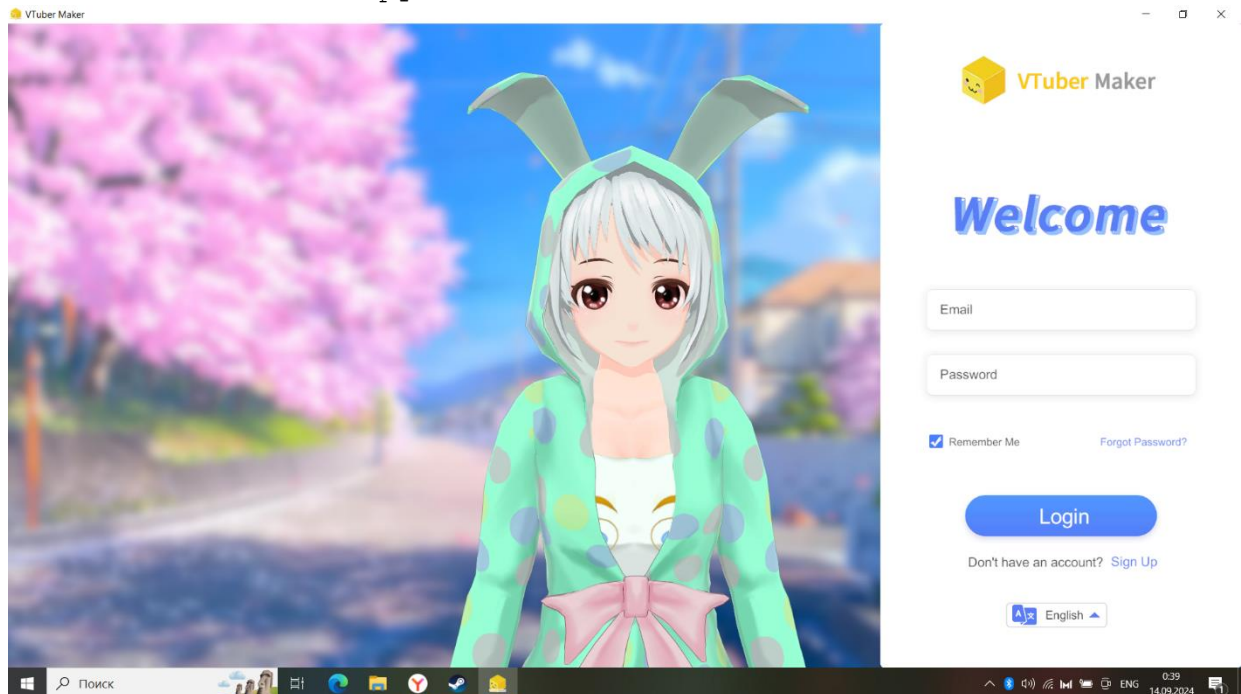 VTuber Maker
VTuber Maker
Welcome
Email
Password
Remember Me
Forgot Password?
Login
Don't have an account? Sign Up
English
Поиск
ENG
0:39
14.09.2024